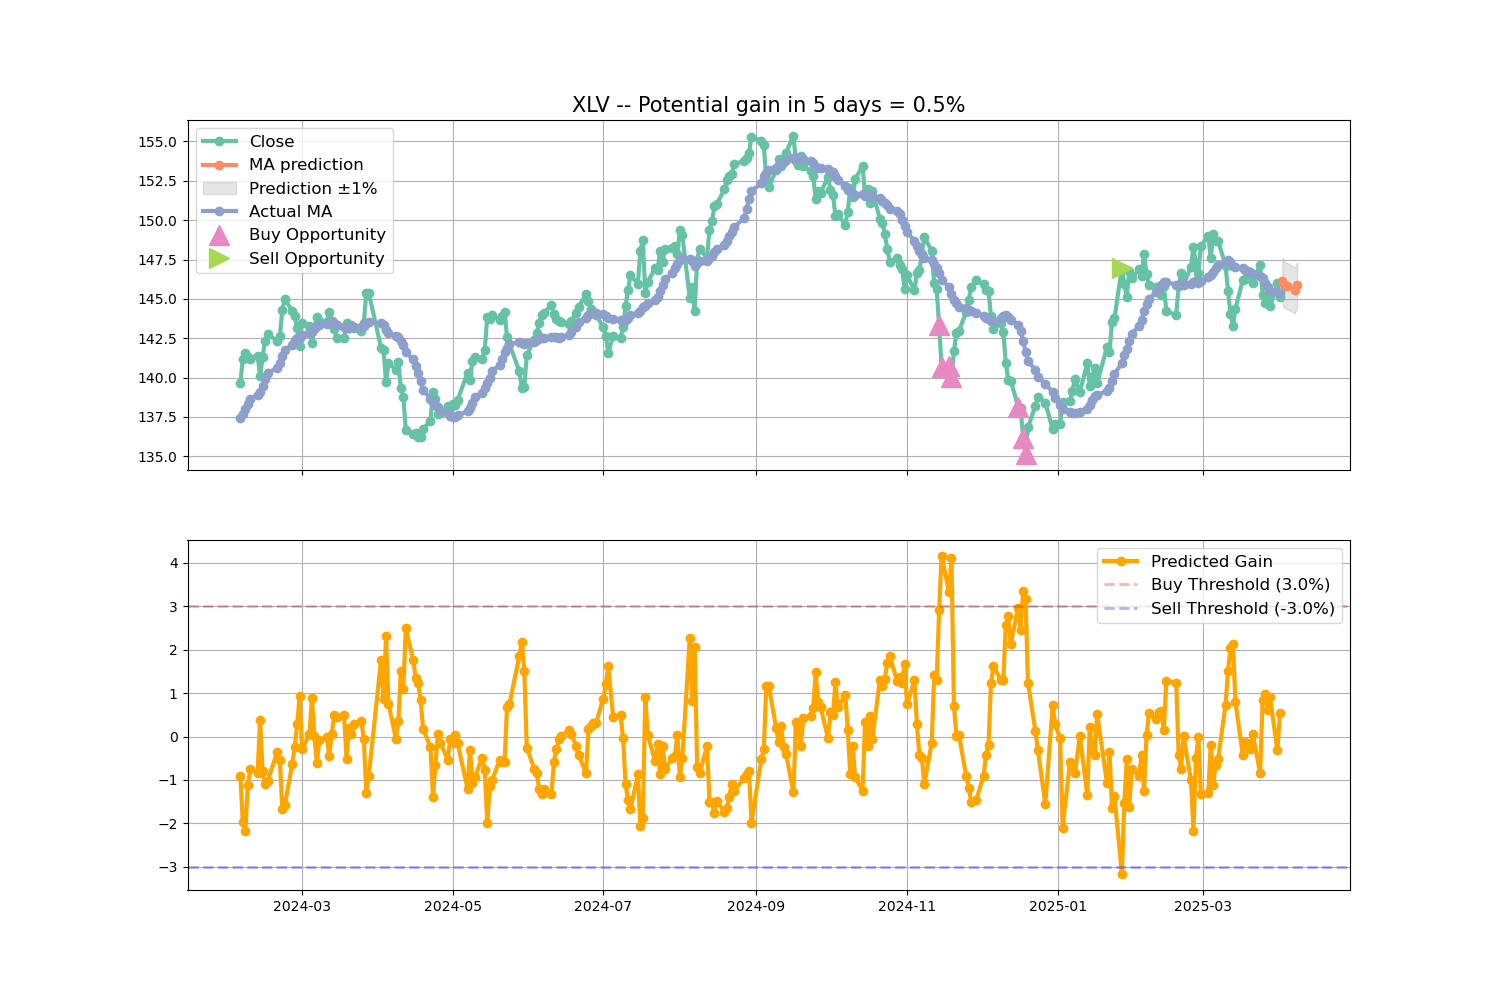 XLV -- Potential gain in 5 days = 0.5%
155.0
152.5
150.0
147.5
145.0
142.5
140.0
137.5
135.0
Close
MA prediction
Prediction ±1%
Actual MA
Buy Opportunity
Sell Opportunity
4
3
2
1
0
−1
−2
−3
Predicted Gain
Buy Threshold (3.0%)
Sell Threshold (-3.0%)
2024-03
2024-05
2024-07
2024-09
2024-11
2025-01
2025-03